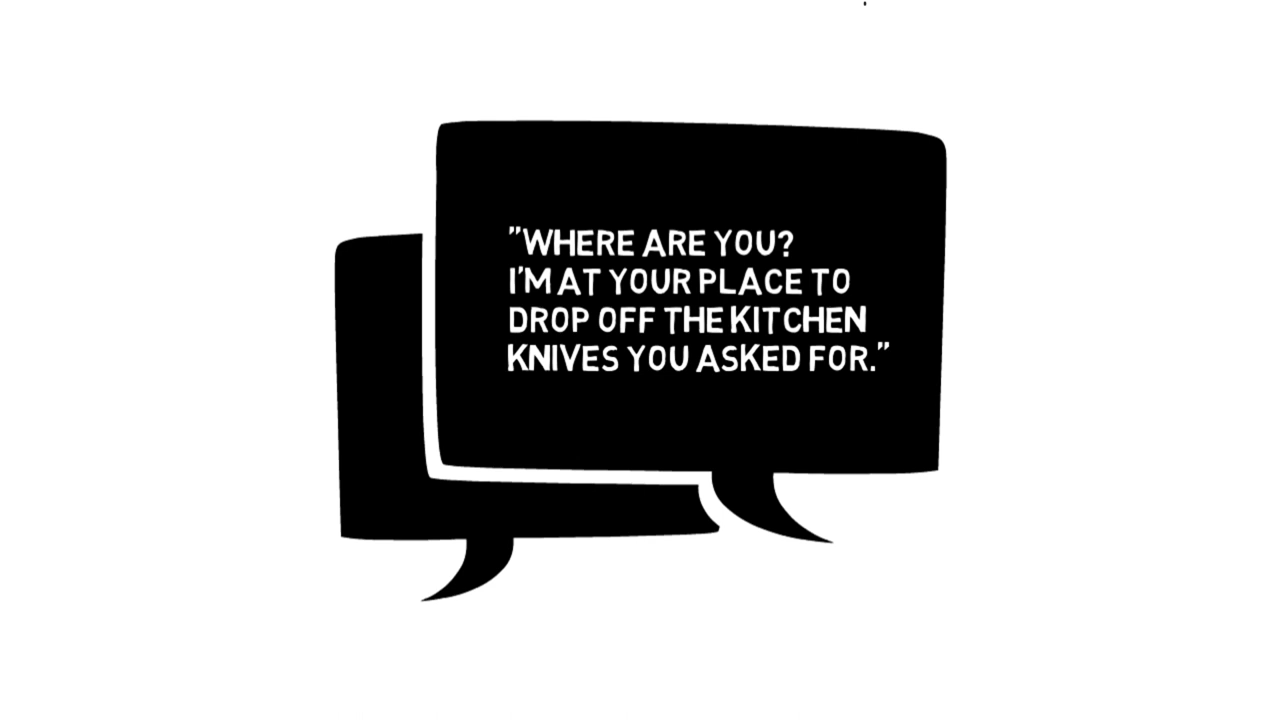 "WHERE ARE YOU?
I'M AT YOUR PLACE TO
DROP OFF THE KITCHEN
KNIVES YOU ASKED FOR."